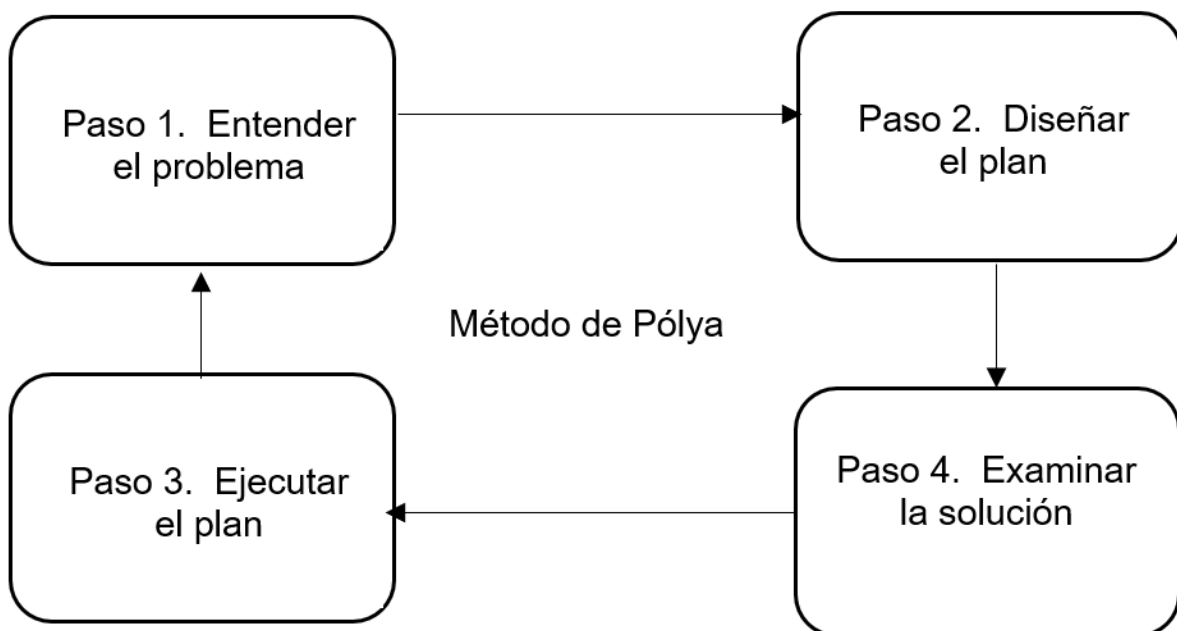 Paso 1.  Entender
el problema
Paso 2.  Diseñar
el plan
Método de Pólya
Paso 3.  Ejecutar
el plan
Paso 4.  Examinar
la solución